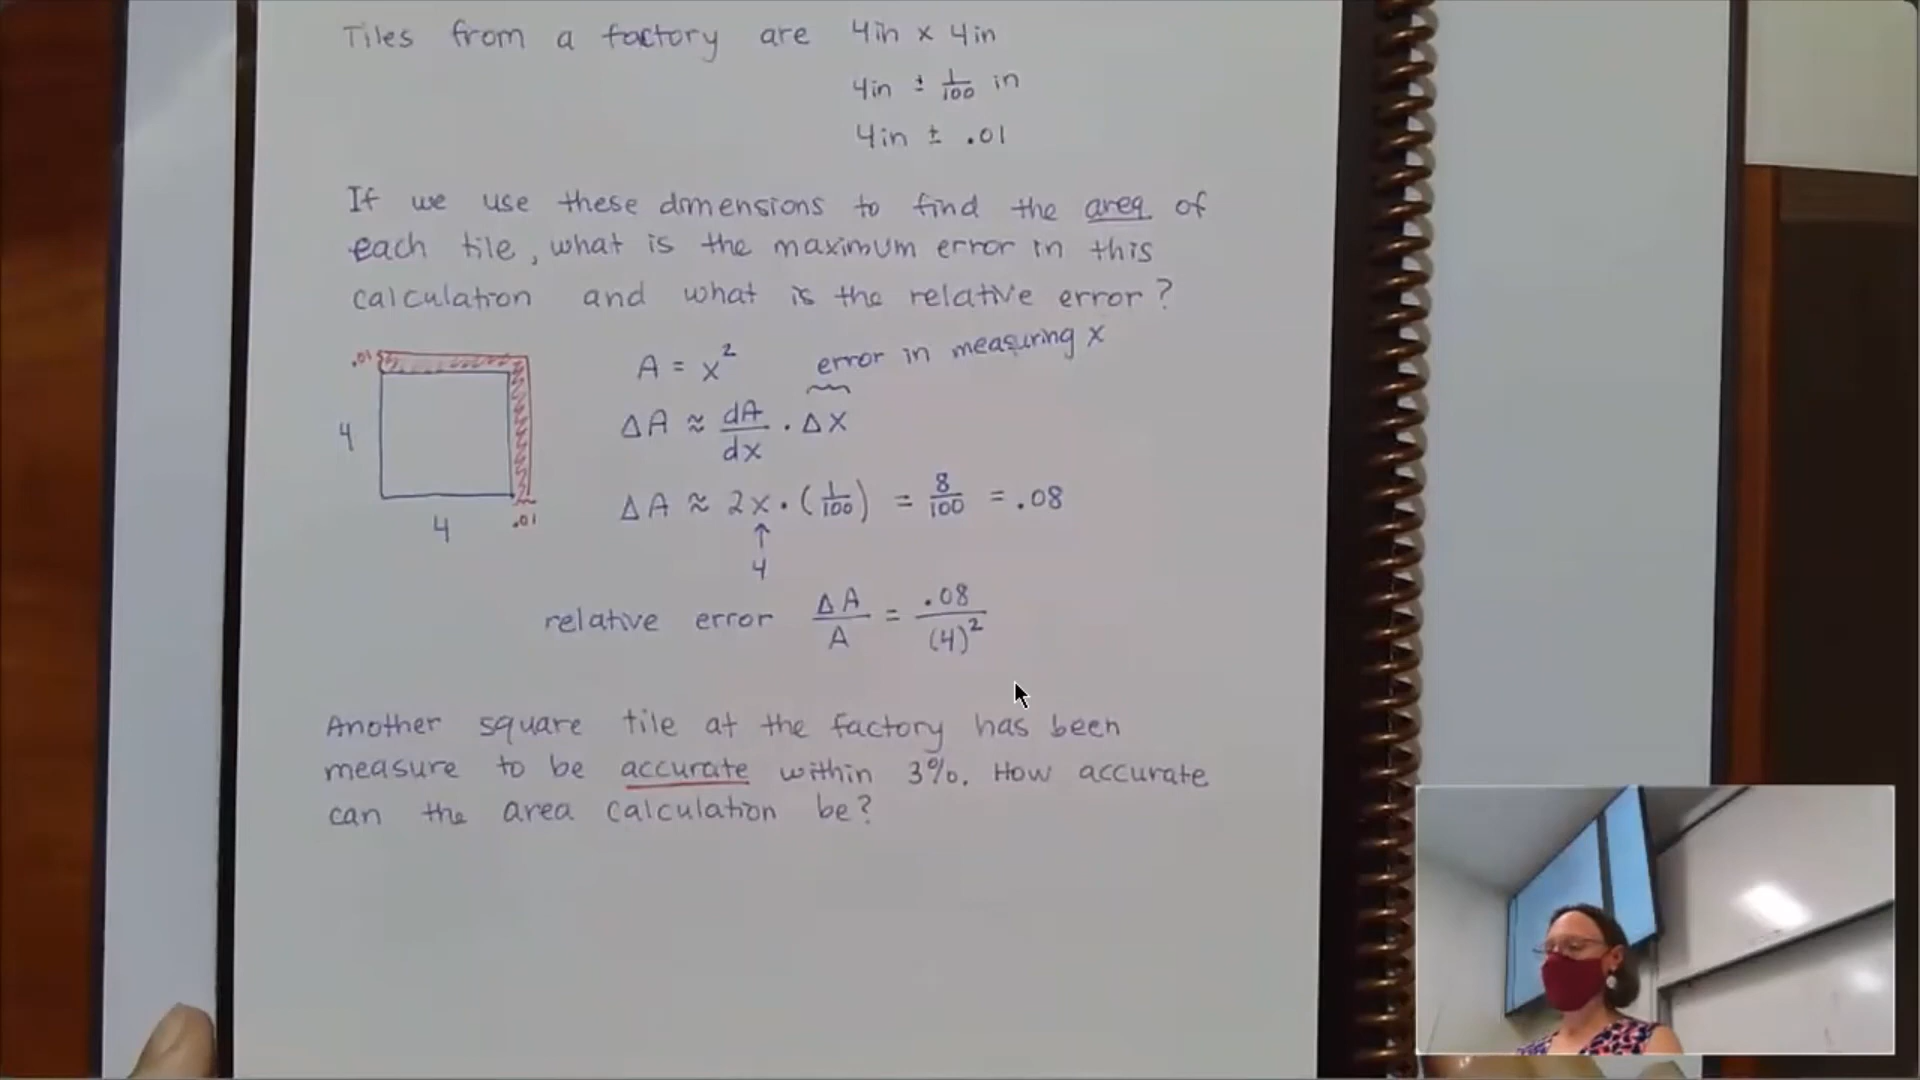 Tiles from a factory are 4in x 4in
4in ± 1/100 in
4in ± .01
If we use these dimensions to find the area of
each tile, what is the maximum error in this
calculation and what is the relative error?
.01
4
4
.01
A = x²
error in measuring x
ΔA ≈ dA/dx · Δx
ΔA ≈ 2x · (1/100) = 8/100 = .08
↑
4
relative error ΔA/A = .08/(4)²
Another square tile at the factory has been
measure to be accurate within 3%. How accurate
can the area calculation be?